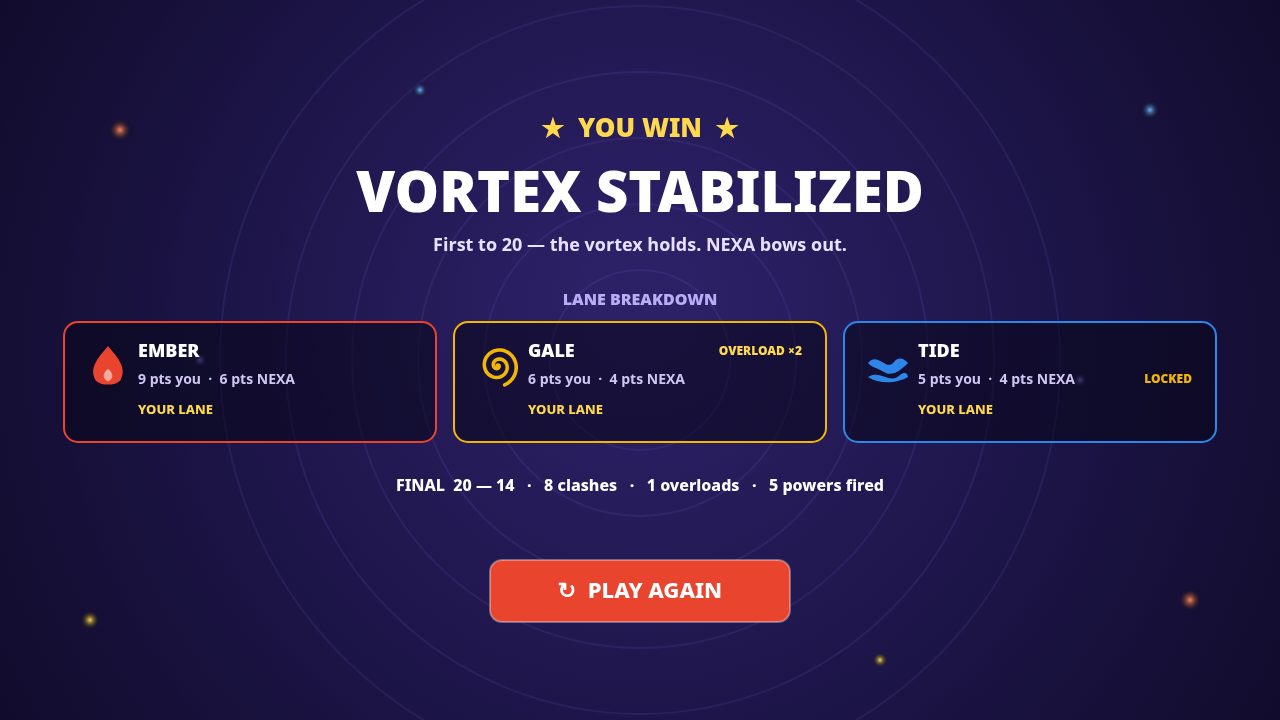 ★ YOU WIN ★
VORTEX STABILIZED
First to 20 — the vortex holds. NEXA bows out.
LANE BREAKDOWN
EMBER
9 pts you · 6 pts NEXA
YOUR LANE
GALE
OVERLOAD ×2
6 pts you · 4 pts NEXA
YOUR LANE
TIDE
5 pts you · 4 pts NEXA
LOCKED
YOUR LANE
FINAL 20 — 14 · 8 clashes · 1 overloads · 5 powers fired
↻ PLAY AGAIN